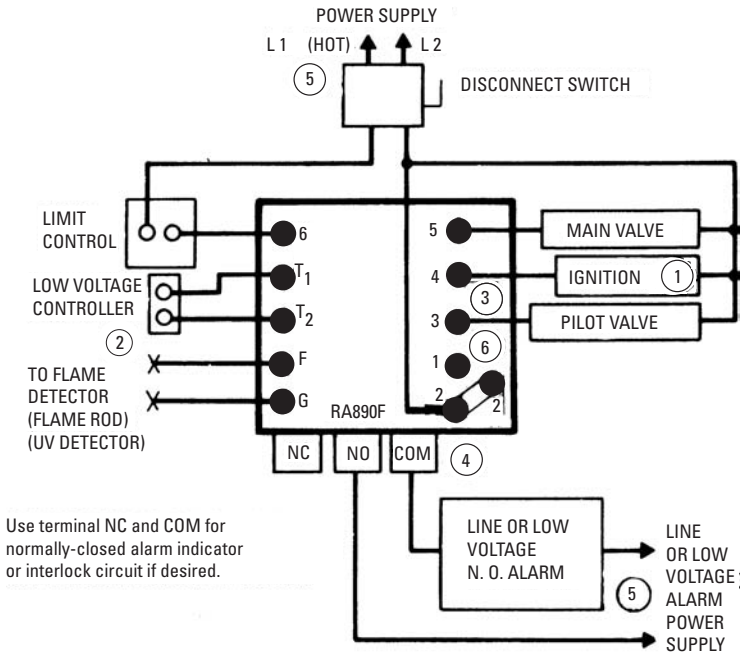 POWER SUPPLY
L 1 (HOT) L 2
5
DISCONNECT SWITCH
LIMIT
CONTROL
6
5
MAIN VALVE
LOW VOLTAGE
CONTROLLER
T1
4
IGNITION 1
3
2
T2
3
PILOT VALVE
6
TO FLAME
DETECTOR
(FLAME ROD)
(UV DETECTOR)
F
1
G
2
2
RA890F
NC
NO
COM
4
Use terminal NC and COM for
normally-closed alarm indicator
or interlock circuit if desired.
LINE OR LOW
VOLTAGE
N. O. ALARM
5
LINE
OR LOW
VOLTAGE
ALARM
POWER
SUPPLY